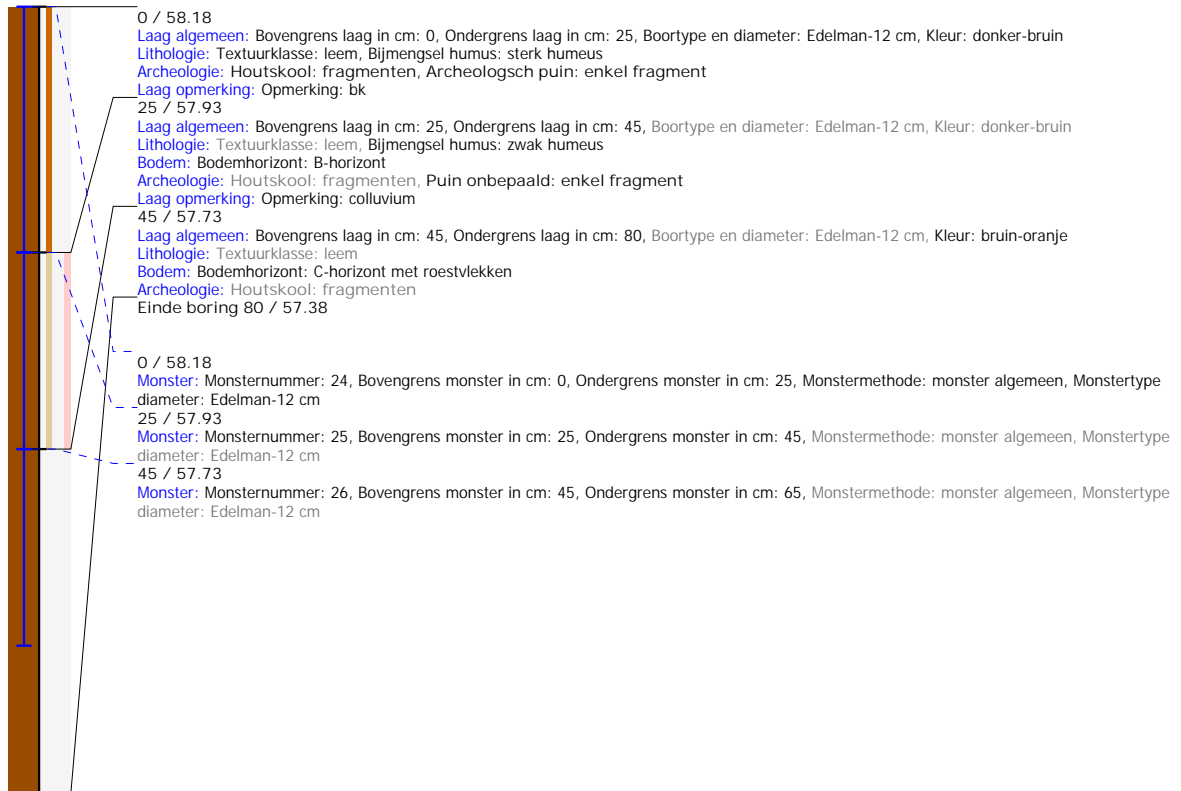 0 / 58.18
Laag algemeen: Bovengrens laag in cm: 0, Ondergrens laag in cm: 25, Boortype en diameter: Edelman-12 cm, Kleur: donker-bruin
Lithologie: Textuurklasse: leem, Bijmengsel humus: sterk humeus
Archeologie: Houtskool: fragmenten, Archeologsch puin: enkel fragment
Laag opmerking: Opmerking: bk
25 / 57.93
Laag algemeen: Bovengrens laag in cm: 25, Ondergrens laag in cm: 45, Boortype en diameter: Edelman-12 cm, Kleur: donker-bruin
Lithologie: Textuurklasse: leem, Bijmengsel humus: zwak humeus
Bodem: Bodemhorizont: B-horizont
Archeologie: Houtskool: fragmenten, Puin onbepaald: enkel fragment
Laag opmerking: Opmerking: colluvium
45 / 57.73
Laag algemeen: Bovengrens laag in cm: 45, Ondergrens laag in cm: 80, Boortype en diameter: Edelman-12 cm, Kleur: bruin-oranje
Lithologie: Textuurklasse: leem
Bodem: Bodemhorizont: C-horizont met roestvlekken
Archeologie: Houtskool: fragmenten
Einde boring 80 / 57.38
0 / 58.18
Monster: Monsternummer: 24, Bovengrens monster in cm: 0, Ondergrens monster in cm: 25, Monstermethode: monster algemeen, Monstertype
diameter: Edelman-12 cm
25 / 57.93
Monster: Monsternummer: 25, Bovengrens monster in cm: 25, Ondergrens monster in cm: 45, Monstermethode: monster algemeen, Monstertype
diameter: Edelman-12 cm
45 / 57.73
Monster: Monsternummer: 26, Bovengrens monster in cm: 45, Ondergrens monster in cm: 65, Monstermethode: monster algemeen, Monstertype
diameter: Edelman-12 cm